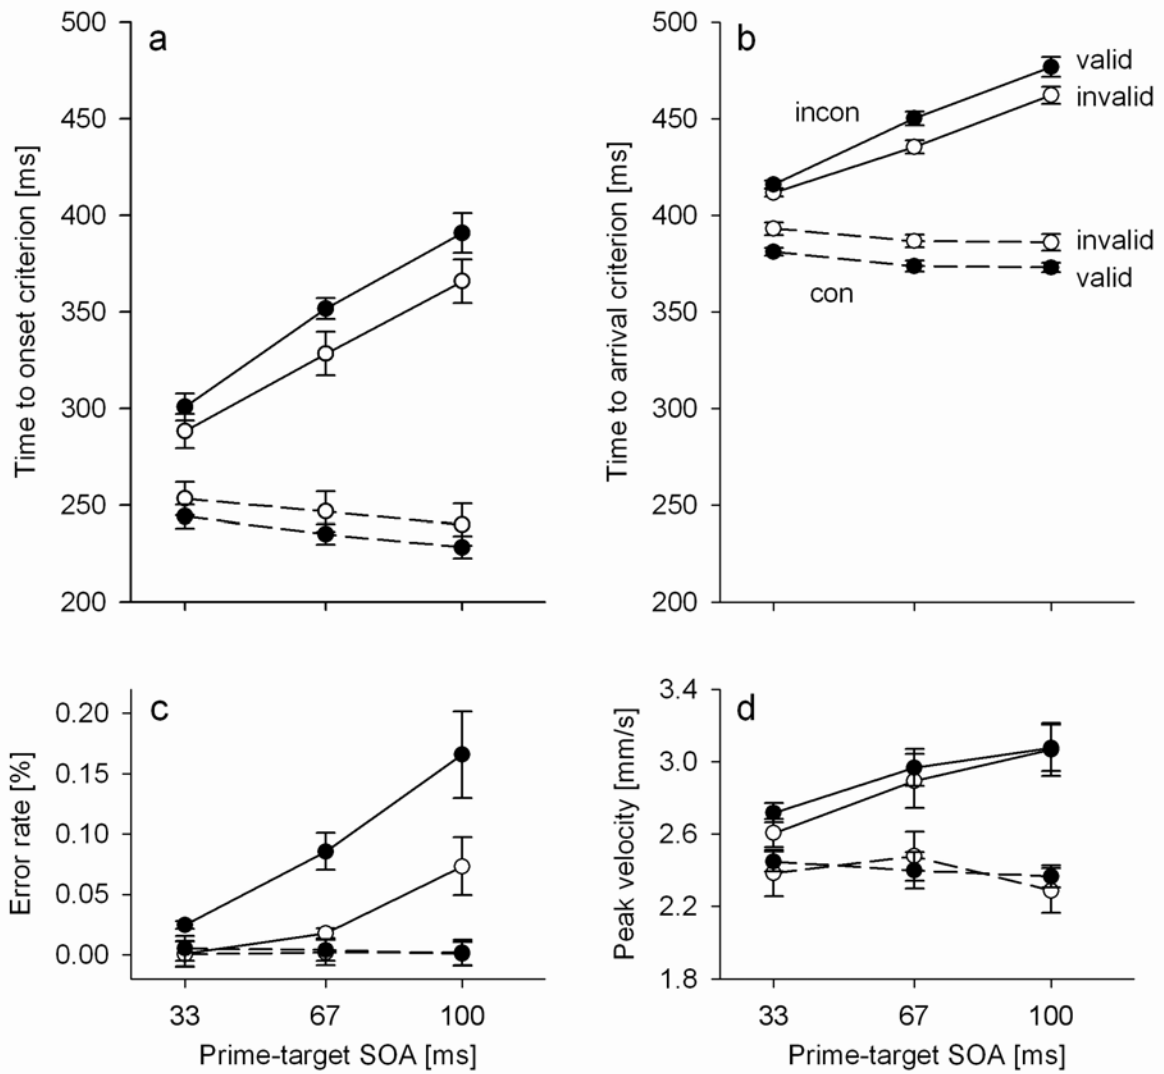 a
Time to onset criterion [ms]
500
450
400
350
300
250
200
b
Time to arrival criterion [ms]
500
450
400
350
300
250
200
incon
valid
invalid
invalid
valid
con
c
Error rate [%]
0.20
0.15
0.10
0.05
0.00
33 67 100
Prime-target SOA [ms]
d
Peak velocity [mm/s]
3.4
3.0
2.6
2.2
1.8
33 67 100
Prime-target SOA [ms]